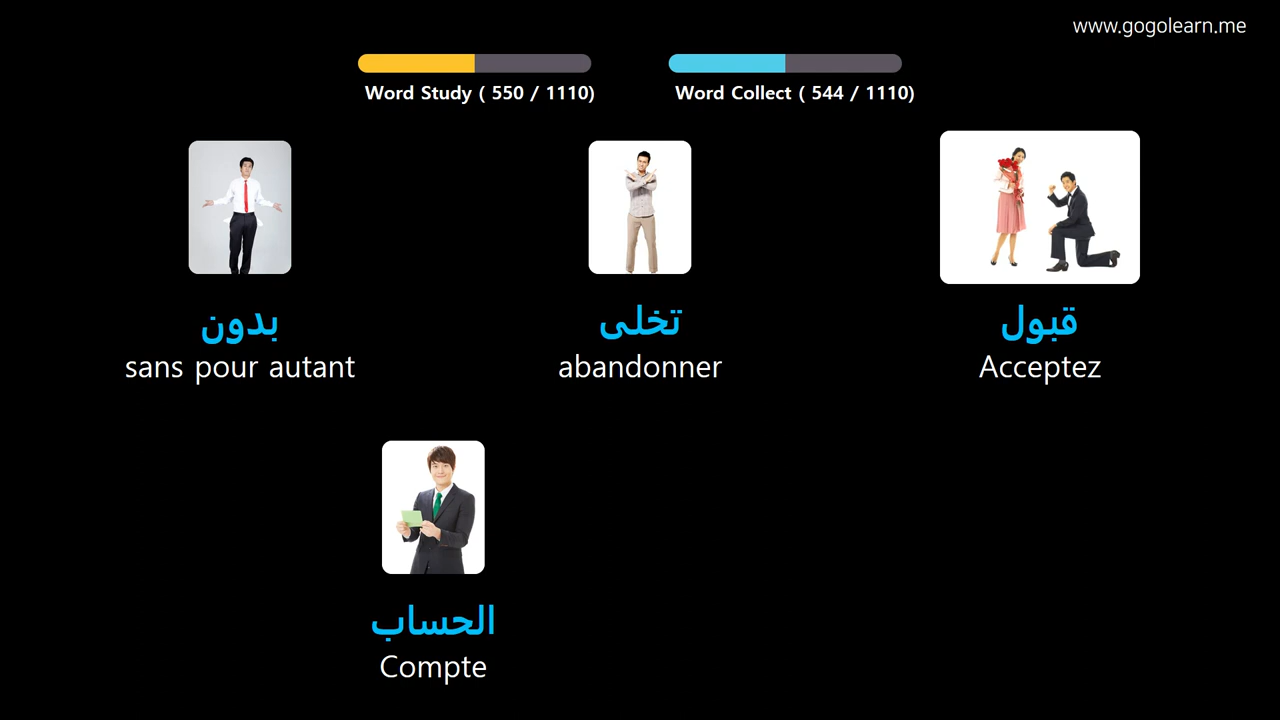 www.gogolearn.me
Word Study ( 550 / 1110)
Word Collect ( 544 / 1110)
بدون
sans pour autant
تخلى
abandonner
قبول
Acceptez
الحساب
Compte